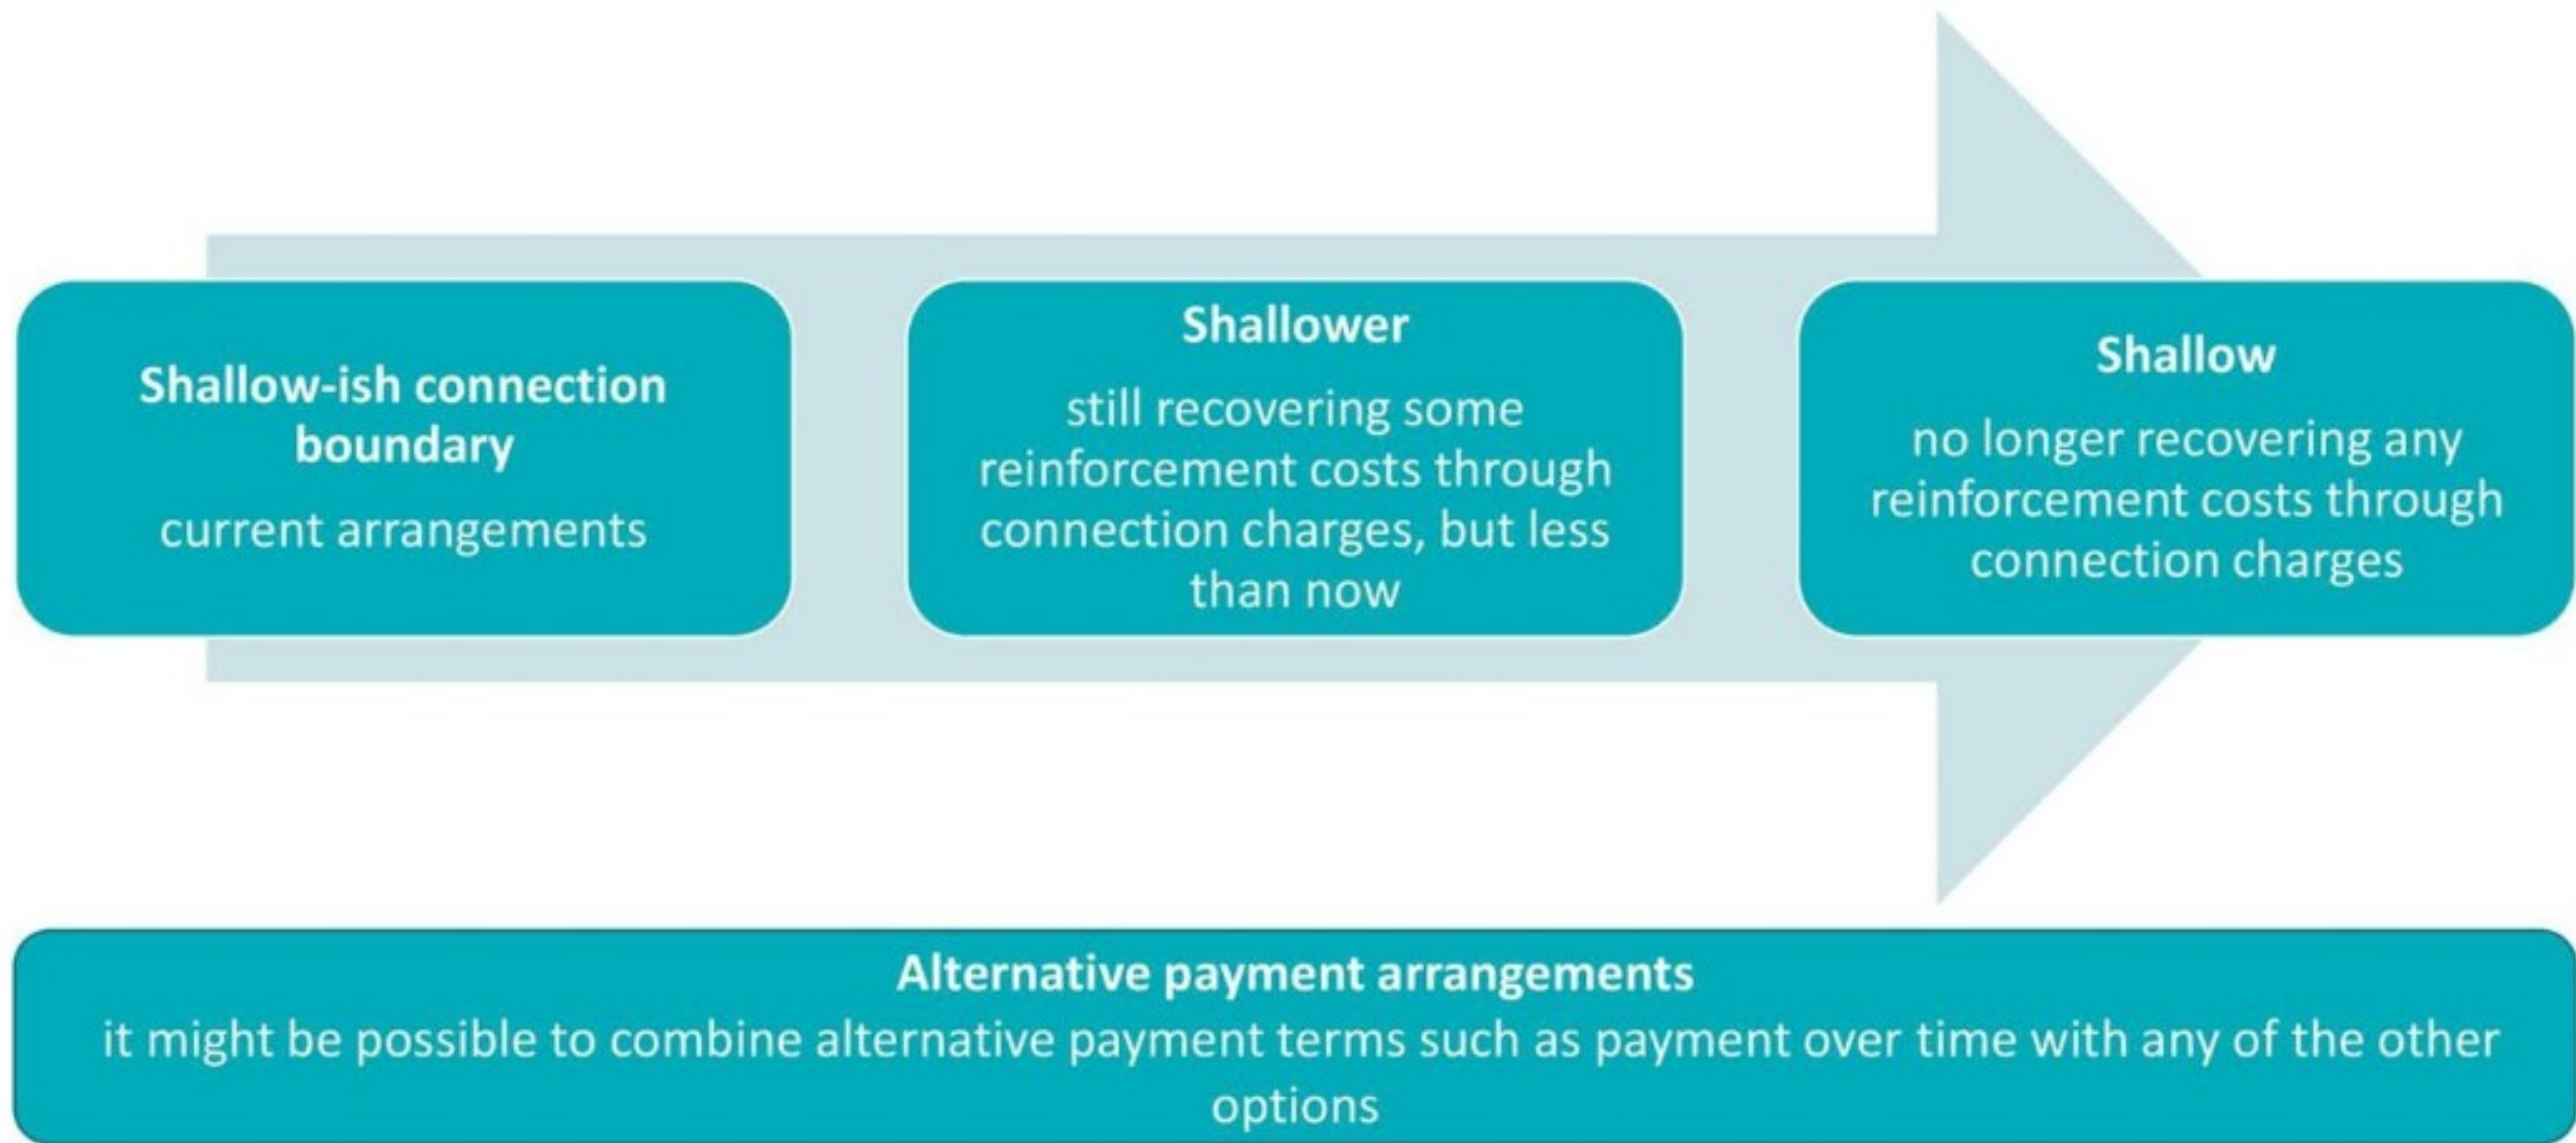 Shallow-ish connection
boundary
current arrangements
Shallower
still recovering some
reinforcement costs through
connection charges, but less
than now
Shallow
no longer recovering any
reinforcement costs through
connection charges
Alternative payment arrangements
it might be possible to combine alternative payment terms such as payment over time with any of the other
options